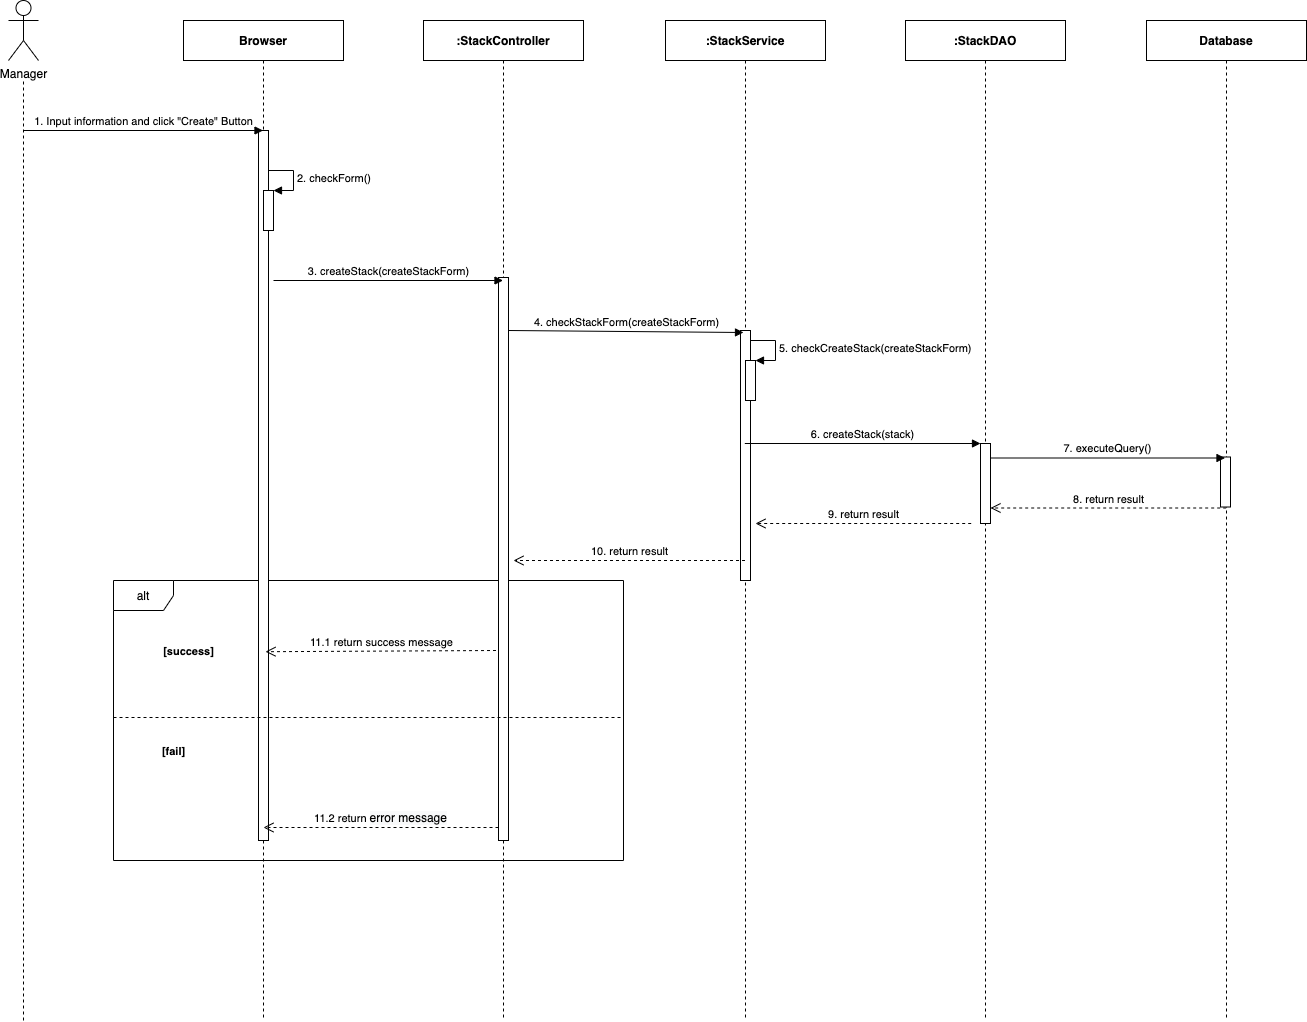 Manager
Browser
:StackController
:StackService
:StackDAO
Database
1. Input information and click "Create" Button
2. checkForm()
3. createStack(createStackForm)
4. checkStackForm(createStackForm)
5. checkCreateStack(createStackForm)
6. createStack(stack)
7. executeQuery()
8. return result
9. return result
10. return result
alt
11.1 return success message
[success]
[fail]
11.2 return error message